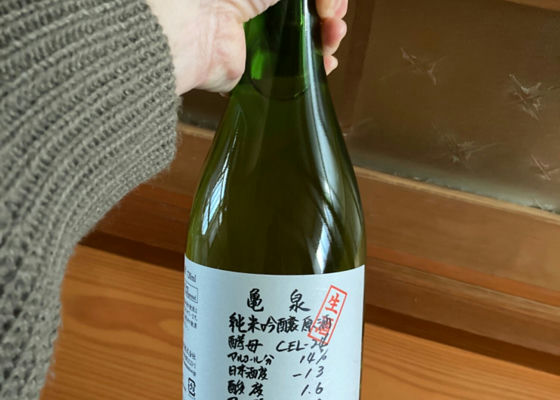 亀泉
生酒
純米吟醸原酒
酵母 CEL-24
アルコール分 14%
日本酒度 -13
酸度 1.6